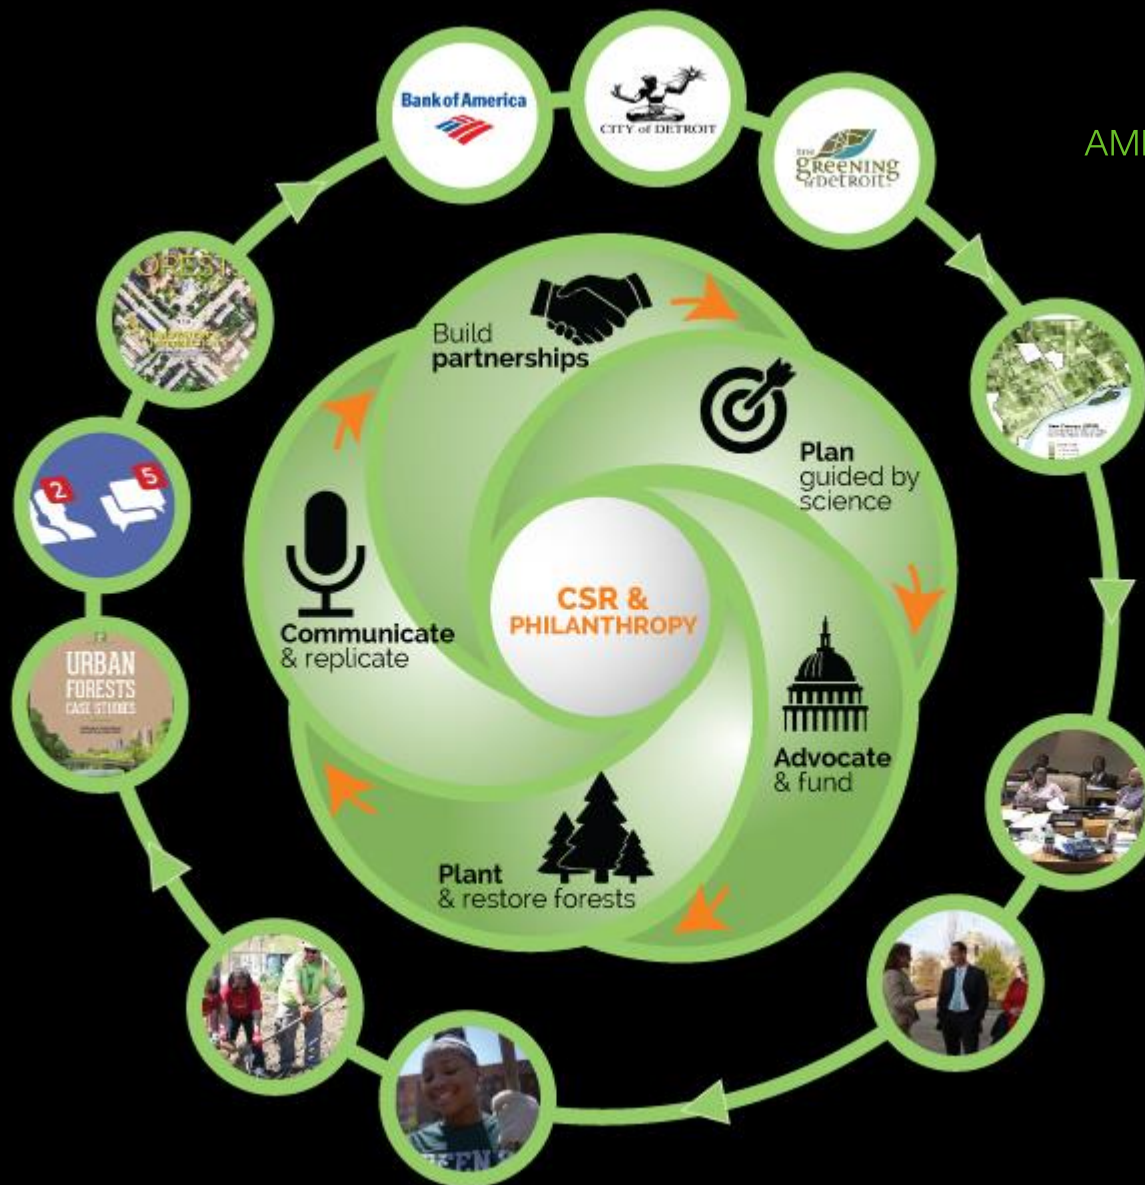 Bank of America
CITY of DETROIT
THE
GREENING
OF DETROIT
AM
OREST
Build
partnerships
Plan
guided by
science
2
5
CSR &
PHILANTHROPY
Communicate
& replicate
URBAN
FORESTS
CASE STUDIES
Advocate
& fund
Plant
& restore forests